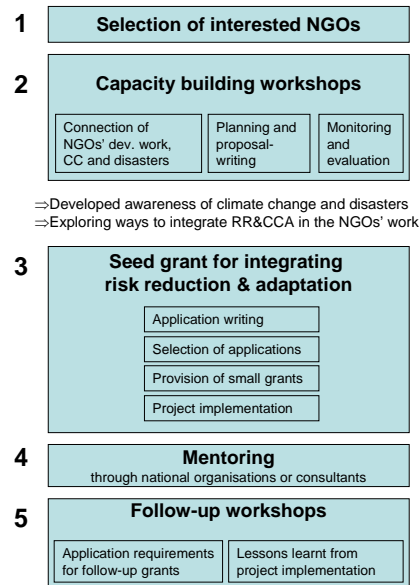 1 Selection of interested NGOs
2 Capacity building workshops
Connection of
NGOs' dev. work,
CC and disasters
Planning and
proposal-
writing
Monitoring
and
evaluation
⇒Developed awareness of climate change and disasters
⇒Exploring ways to integrate RR&CCA in the NGOs' work
3 Seed grant for integrating
risk reduction & adaptation
Application writing
Selection of applications
Provision of small grants
Project implementation
4 Mentoring
through national organisations or consultants
5 Follow-up workshops
Application requirements
for follow-up grants
Lessons learnt from
project implementation